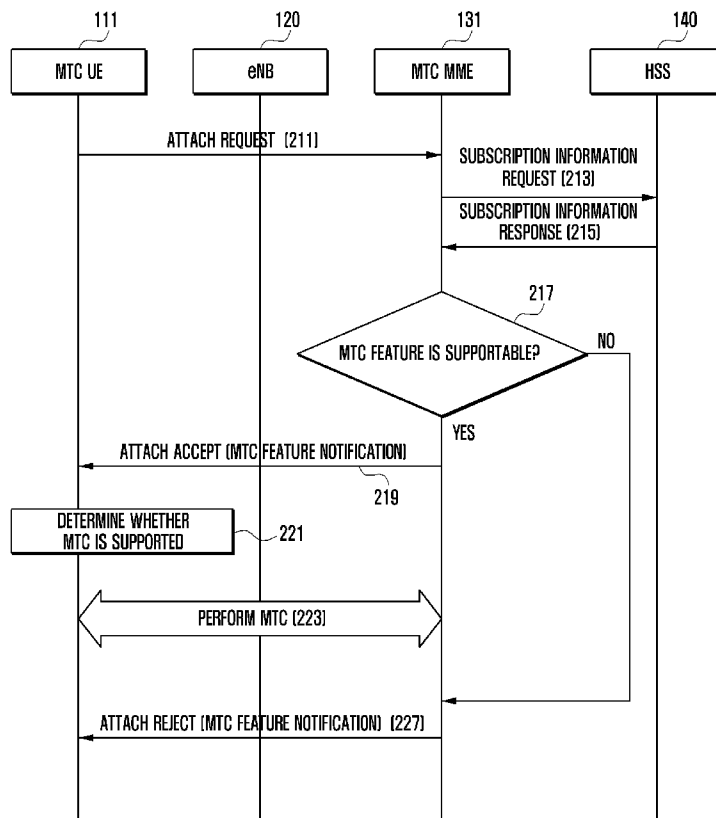 111
120
131
140
MTC UE
eNB
MTC MME
HSS
ATTACH REQUEST (211)
SUBSCRIPTION INFORMATION
REQUEST (213)
SUBSCRIPTION INFORMATION
RESPONSE (215)
217
MTC FEATURE IS SUPPORTABLE?
NO
YES
ATTACH ACCEPT (MTC FEATURE NOTIFICATION)
219
DETERMINE WHETHER
MTC IS SUPPORTED
221
PERFORM MTC (223)
ATTACH REJECT (MTC FEATURE NOTIFICATION) (227)